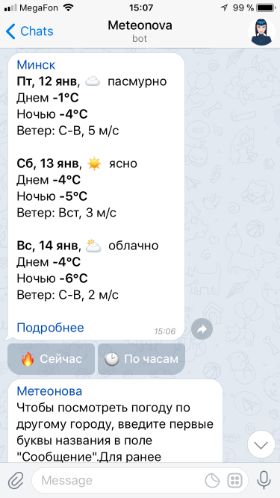 MegaFon 15:07 99 %
Chats
Meteonova
bot
Минск
Пт, 12 янв, пасмурно
Днем -1°C
Ночью -4°C
Ветер: С-В, 5 м/с
Сб, 13 янв, ясно
Днем -4°C
Ночью -5°C
Ветер: Вст, 3 м/с
Вс, 14 янв, облачно
Днем -4°C
Ночью -6°C
Ветер: С-В, 2 м/с
Подробнее
15:06
Сейчас
По часам
Метеонова
Чтобы посмотреть погоду по
другому городу, введите первые
буквы названия в поле
"Сообщение".Для ранее
Message